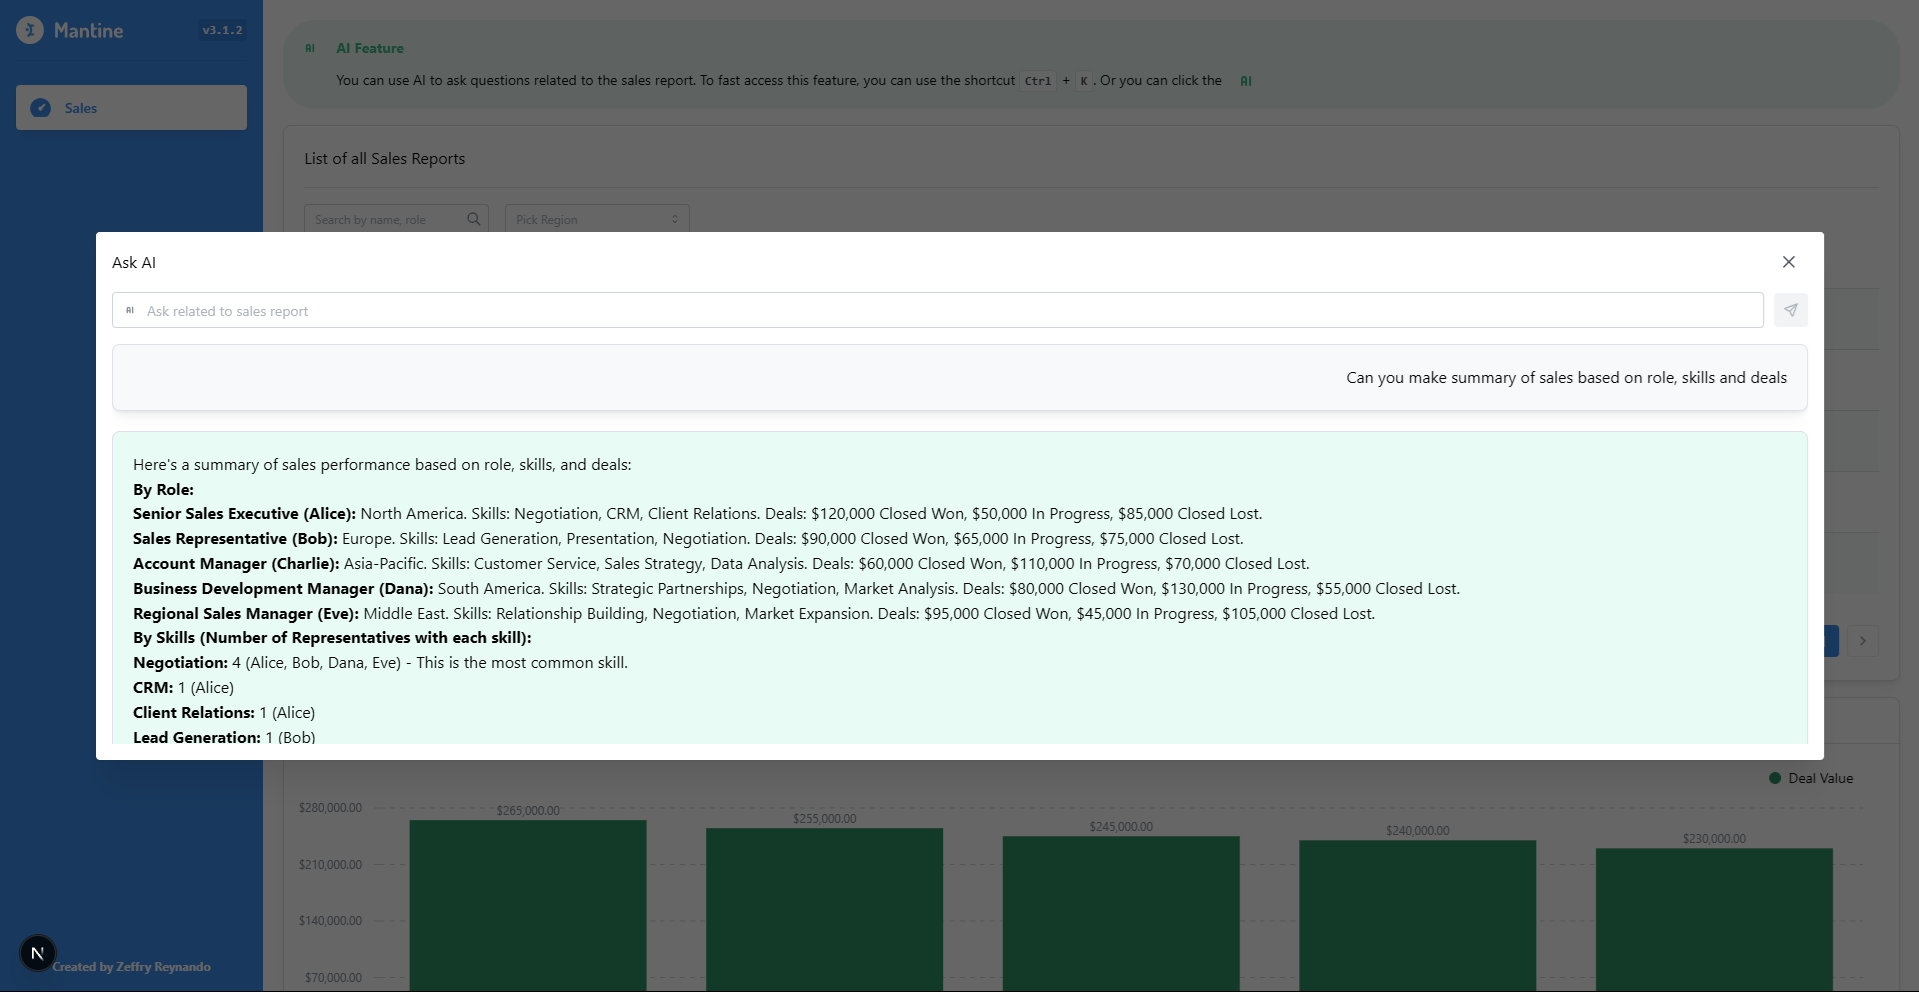 Mantine
v3.1.2
Sales
AI AI Feature
You can use AI to ask questions related to the sales report. To fast access this feature, you can use the shortcut Ctrl + K . Or you can click the AI
List of all Sales Reports
Search by name, role
Pick Region
Ask AI
AI Ask related to sales report
Can you make summary of sales based on role, skills and deals
Here's a summary of sales performance based on role, skills, and deals:
By Role:
Senior Sales Executive (Alice): North America. Skills: Negotiation, CRM, Client Relations. Deals: $120,000 Closed Won, $50,000 In Progress, $85,000 Closed Lost.
Sales Representative (Bob): Europe. Skills: Lead Generation, Presentation, Negotiation. Deals: $90,000 Closed Won, $65,000 In Progress, $75,000 Closed Lost.
Account Manager (Charlie): Asia-Pacific. Skills: Customer Service, Sales Strategy, Data Analysis. Deals: $60,000 Closed Won, $110,000 In Progress, $70,000 Closed Lost.
Business Development Manager (Dana): South America. Skills: Strategic Partnerships, Negotiation, Market Analysis. Deals: $80,000 Closed Won, $130,000 In Progress, $55,000 Closed Lost.
Regional Sales Manager (Eve): Middle East. Skills: Relationship Building, Negotiation, Market Expansion. Deals: $95,000 Closed Won, $45,000 In Progress, $105,000 Closed Lost.
By Skills (Number of Representatives with each skill):
Negotiation: 4 (Alice, Bob, Dana, Eve) - This is the most common skill.
CRM: 1 (Alice)
Client Relations: 1 (Alice)
Lead Generation: 1 (Bob)
Deal Value
$280,000.00
$265,000.00
$255,000.00
$245,000.00
$240,000.00
$230,000.00
$210,000.00
$140,000.00
$70,000.00
N
Created by Zeffry Reynando